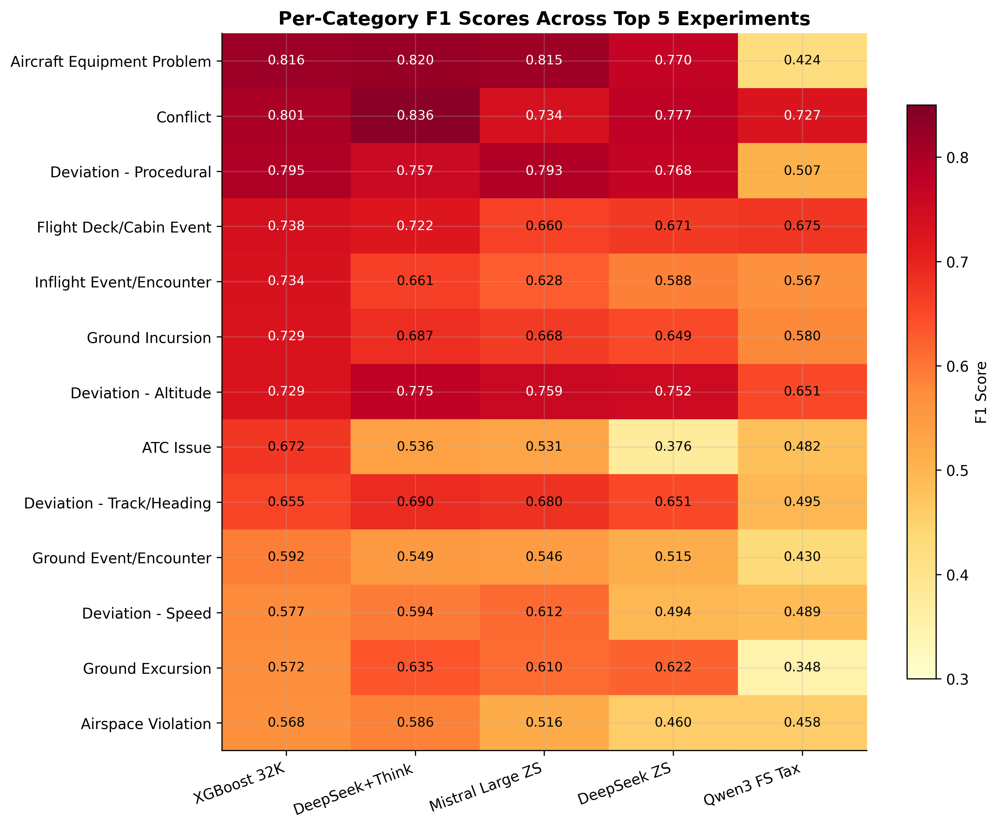 Per-Category F1 Scores Across Top 5 Experiments
Aircraft Equipment Problem 0.816 0.820 0.815 0.770 0.424
Conflict 0.801 0.836 0.734 0.777 0.727
Deviation - Procedural 0.795 0.757 0.793 0.768 0.507
Flight Deck/Cabin Event 0.738 0.722 0.660 0.671 0.675
Inflight Event/Encounter 0.734 0.661 0.628 0.588 0.567
Ground Incursion 0.729 0.687 0.668 0.649 0.580
Deviation - Altitude 0.729 0.775 0.759 0.752 0.651
ATC Issue 0.672 0.536 0.531 0.376 0.482
Deviation - Track/Heading 0.655 0.690 0.680 0.651 0.495
Ground Event/Encounter 0.592 0.549 0.546 0.515 0.430
Deviation - Speed 0.577 0.594 0.612 0.494 0.489
Ground Excursion 0.572 0.635 0.610 0.622 0.348
Airspace Violation 0.568 0.586 0.516 0.460 0.458
XGBoost 32K DeepSeek+Think Mistral Large ZS DeepSeek ZS Qwen3 FS Tax
0.8
0.7
0.6
0.5
0.4
0.3
F1 Score